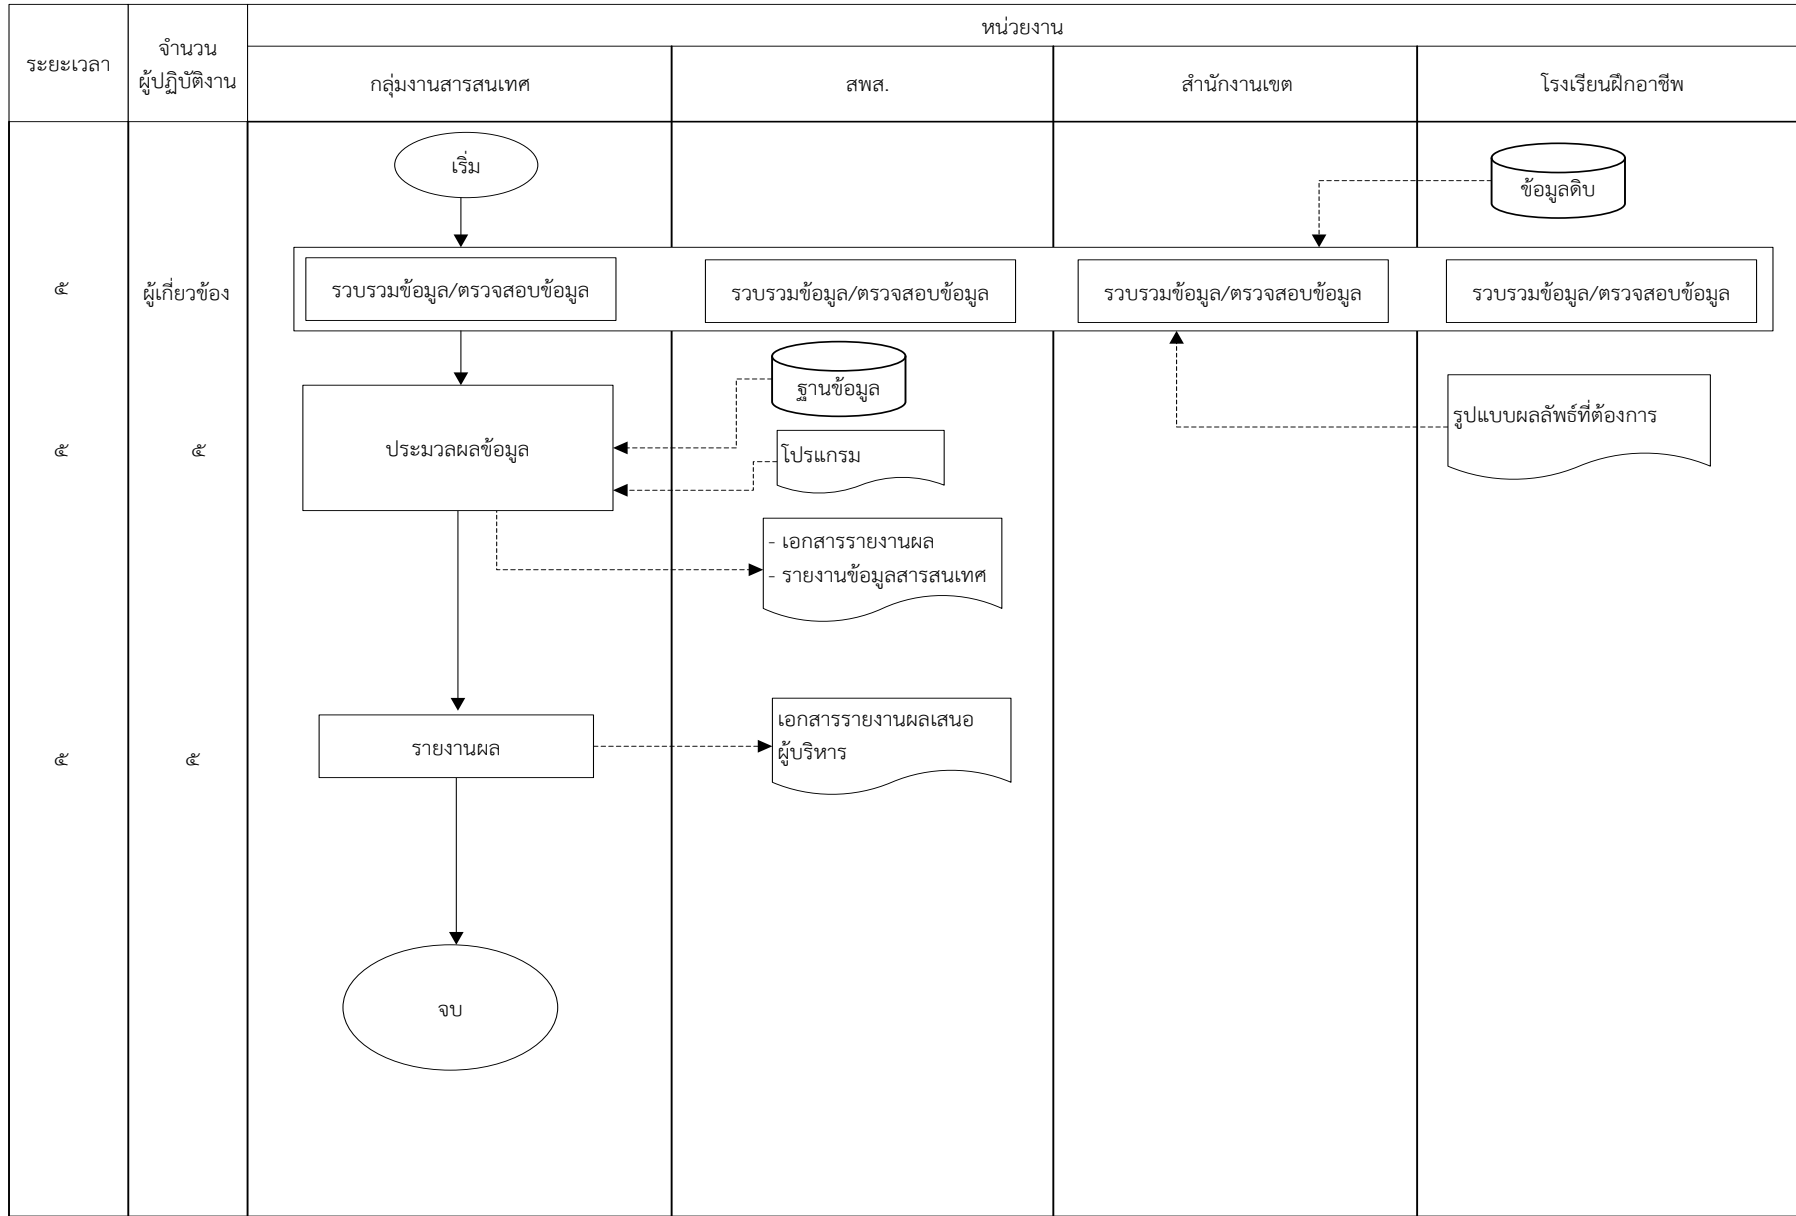 หน่วยงาน
ระยะเวลา
จำนวน
ผู้ปฏิบัติงาน
กลุ่มงานสารสนเทศ
สพส.
สำนักงานเขต
โรงเรียนฝึกอาชีพ
เริ่ม
ข้อมูลดิบ
๕
ผู้เกี่ยวข้อง
รวบรวมข้อมูล/ตรวจสอบข้อมูล
รวบรวมข้อมูล/ตรวจสอบข้อมูล
รวบรวมข้อมูล/ตรวจสอบข้อมูล
รวบรวมข้อมูล/ตรวจสอบข้อมูล
ฐานข้อมูล
รูปแบบผลลัพธ์ที่ต้องการ
๕
๕
ประมวลผลข้อมูล
โปรแกรม
- เอกสารรายงานผล
- รายงานข้อมูลสารสนเทศ
๕
๕
รายงานผล
เอกสารรายงานผลเสนอ
ผู้บริหาร
จบ